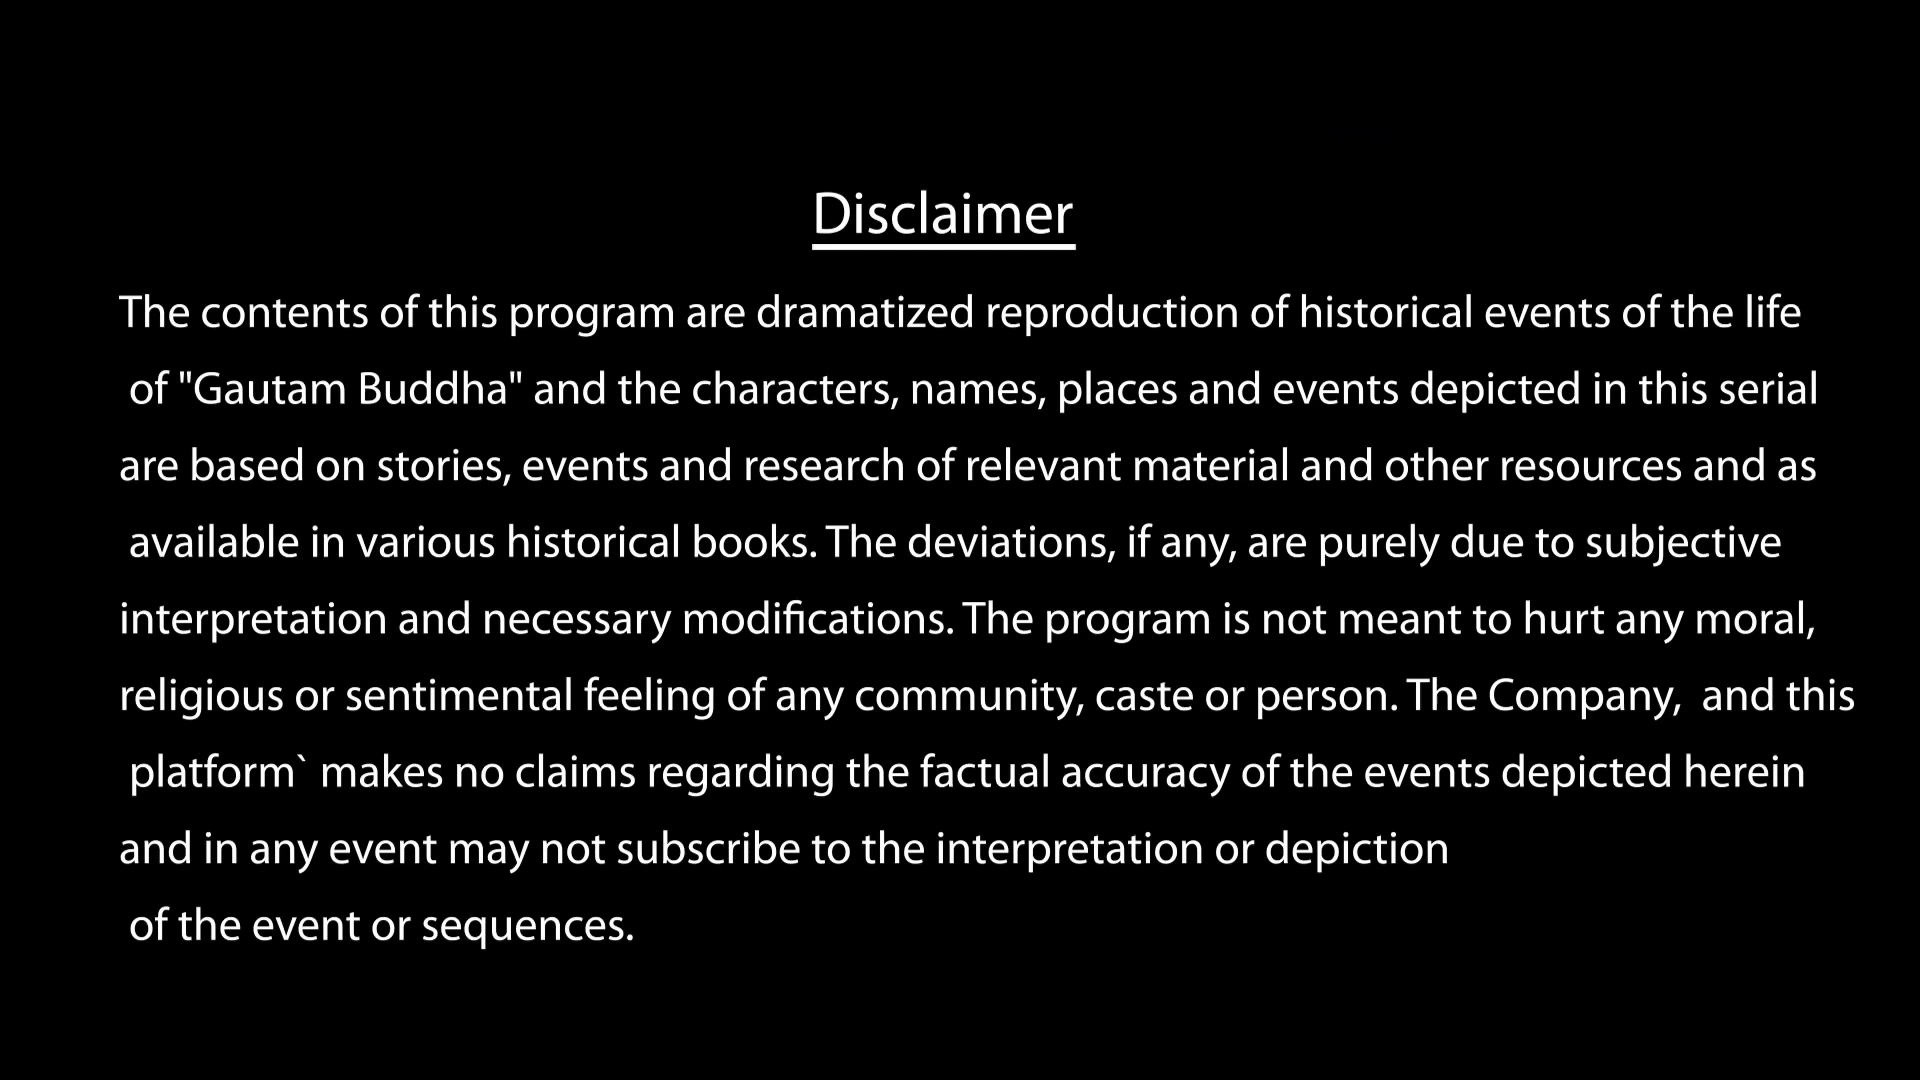 Disclaimer
The contents of this program are dramatized reproduction of historical events of the life
of "Gautam Buddha" and the characters, names, places and events depicted in this serial
are based on stories, events and research of relevant material and other resources and as
available in various historical books. The deviations, if any, are purely due to subjective
interpretation and necessary modifications. The program is not meant to hurt any moral,
religious or sentimental feeling of any community, caste or person. The Company,  and this
platform` makes no claims regarding the factual accuracy of the events depicted herein
and in any event may not subscribe to the interpretation or depiction
of the event or sequences.